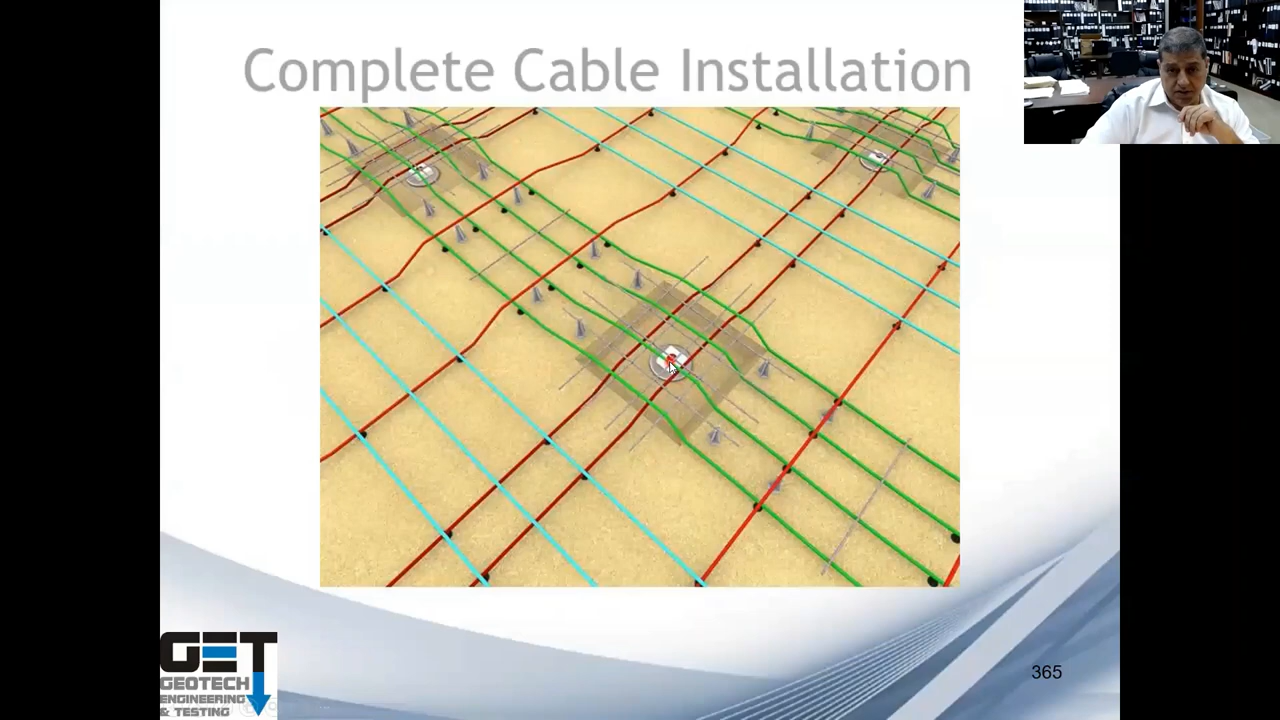 Complete Cable Installation
365
GET
GEOTECH
ENGINEERING
& TESTING